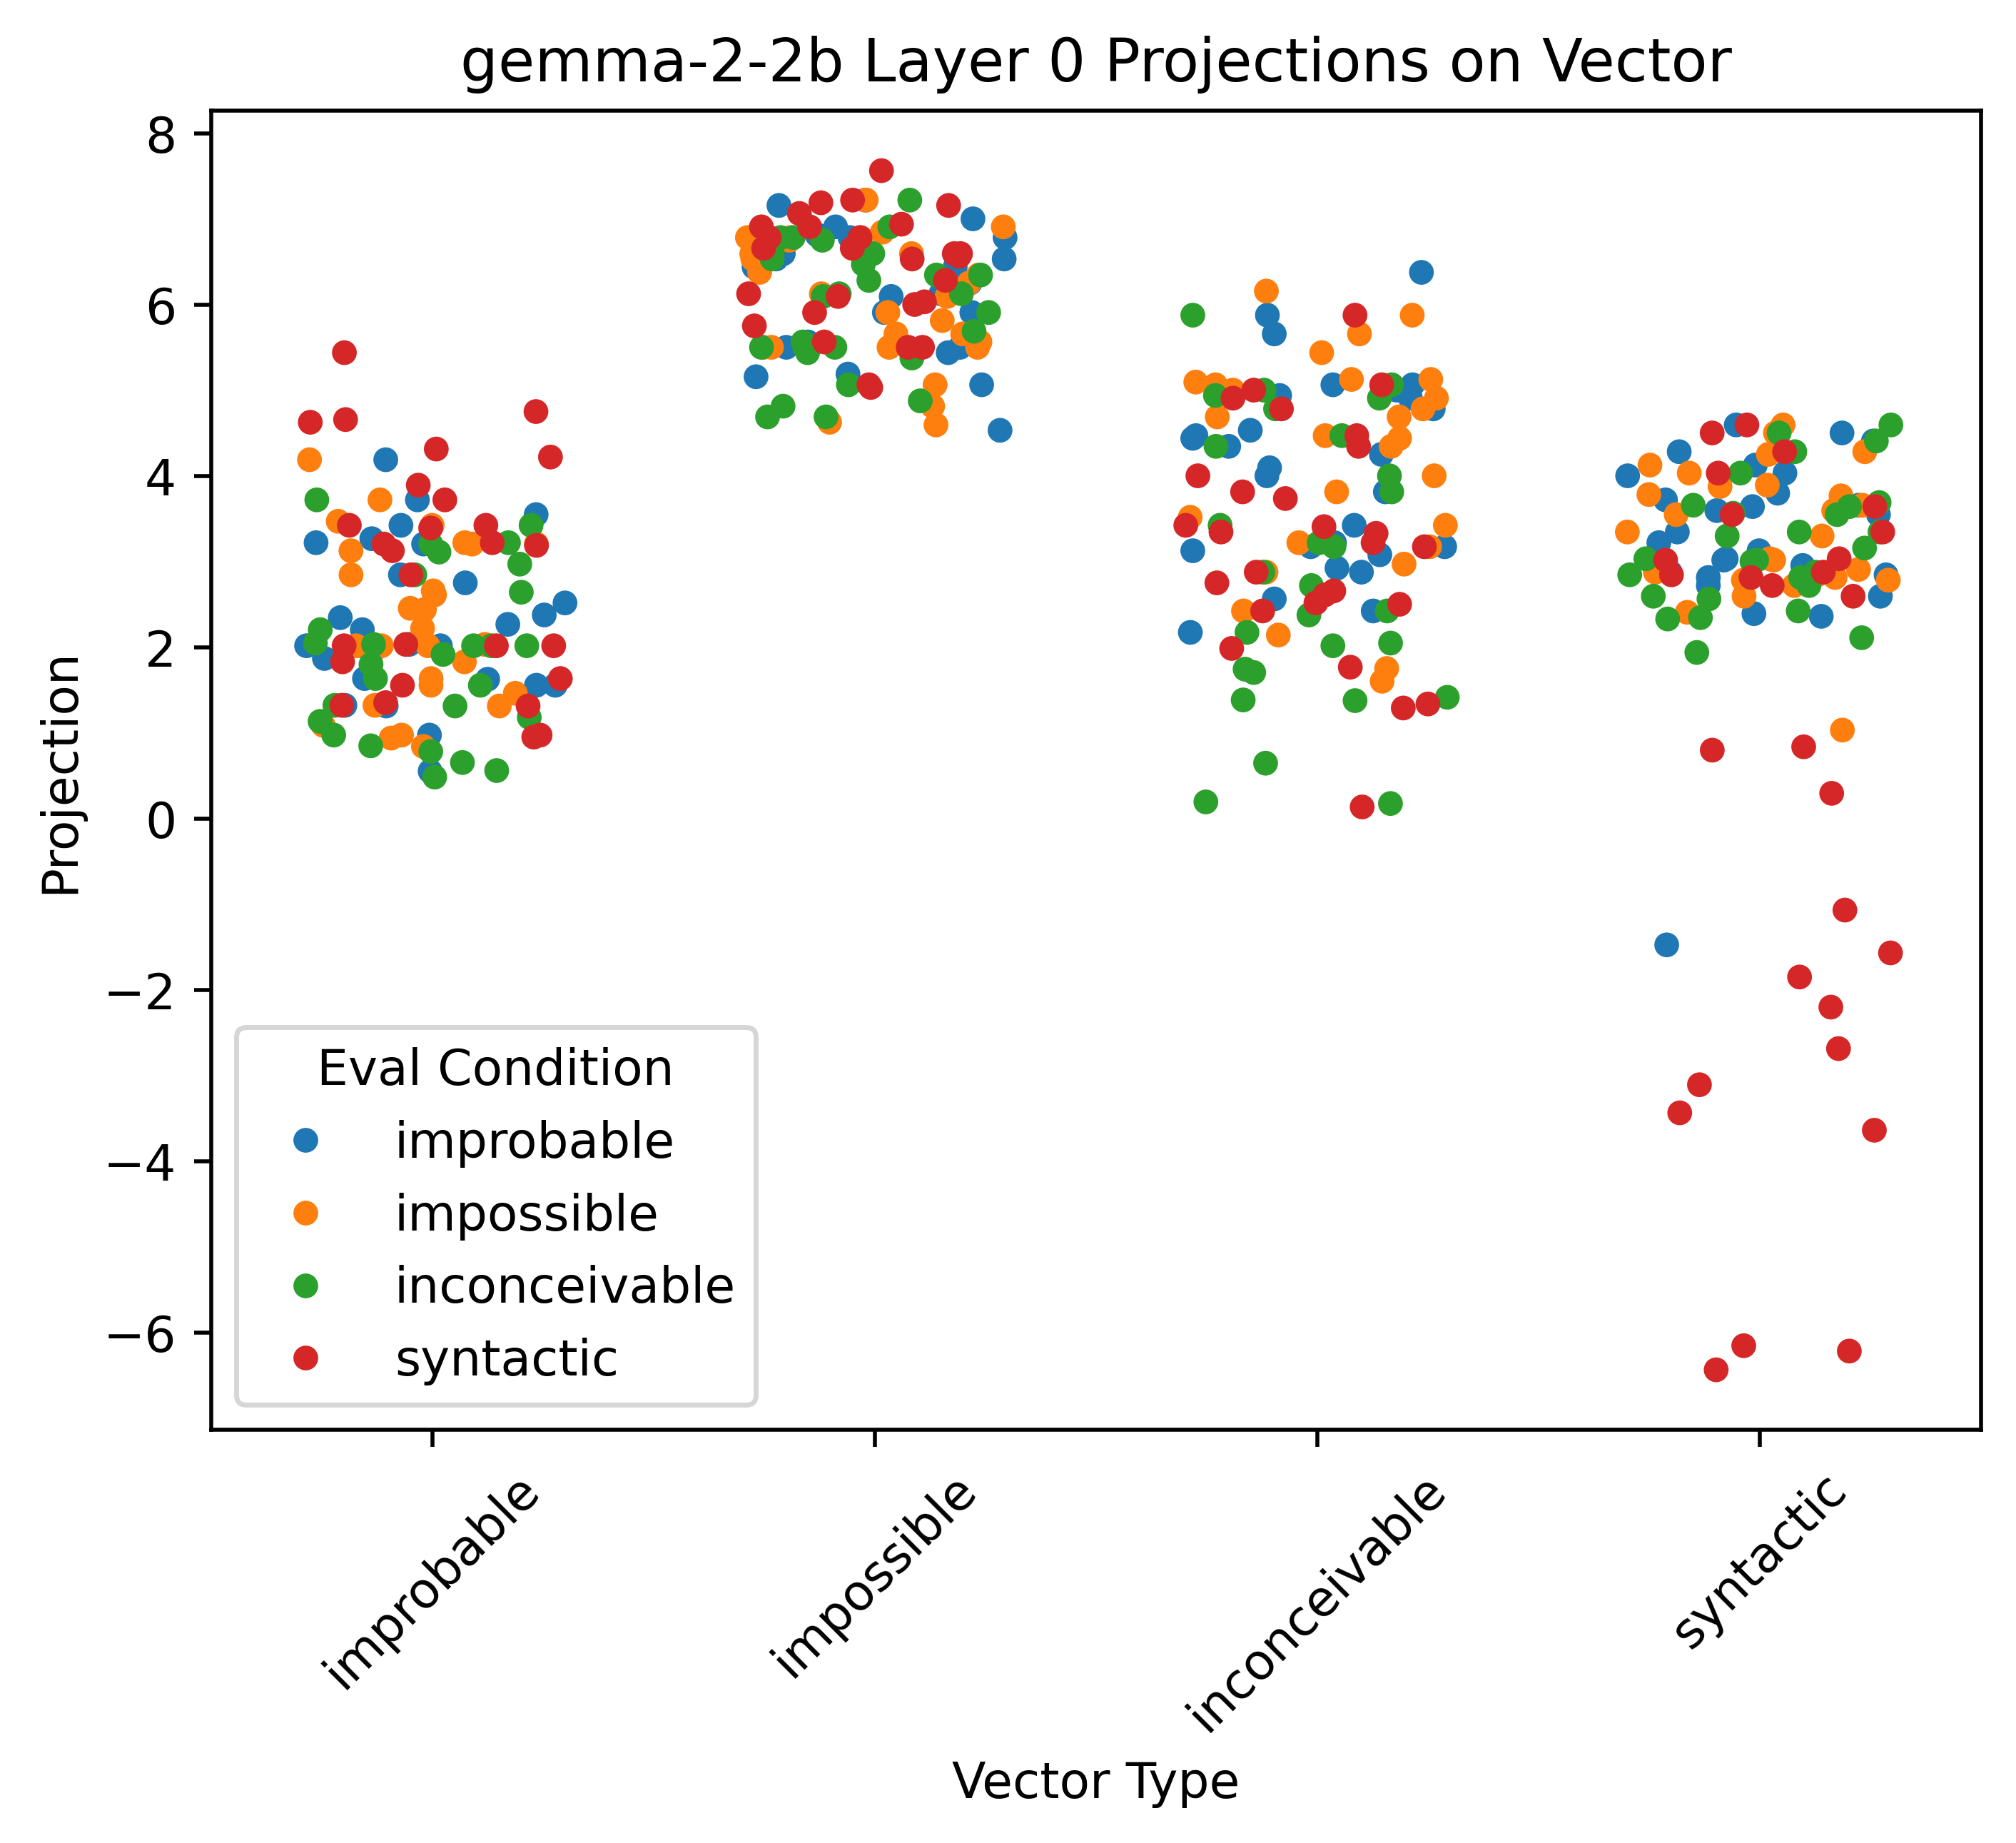 gemma-2-2b Layer 0 Projections on Vector
8
6
4
2
0
−2
−4
−6
Projection
Eval Condition
improbable
impossible
inconceivable
syntactic
improbable
impossible
inconceivable
syntactic
Vector Type